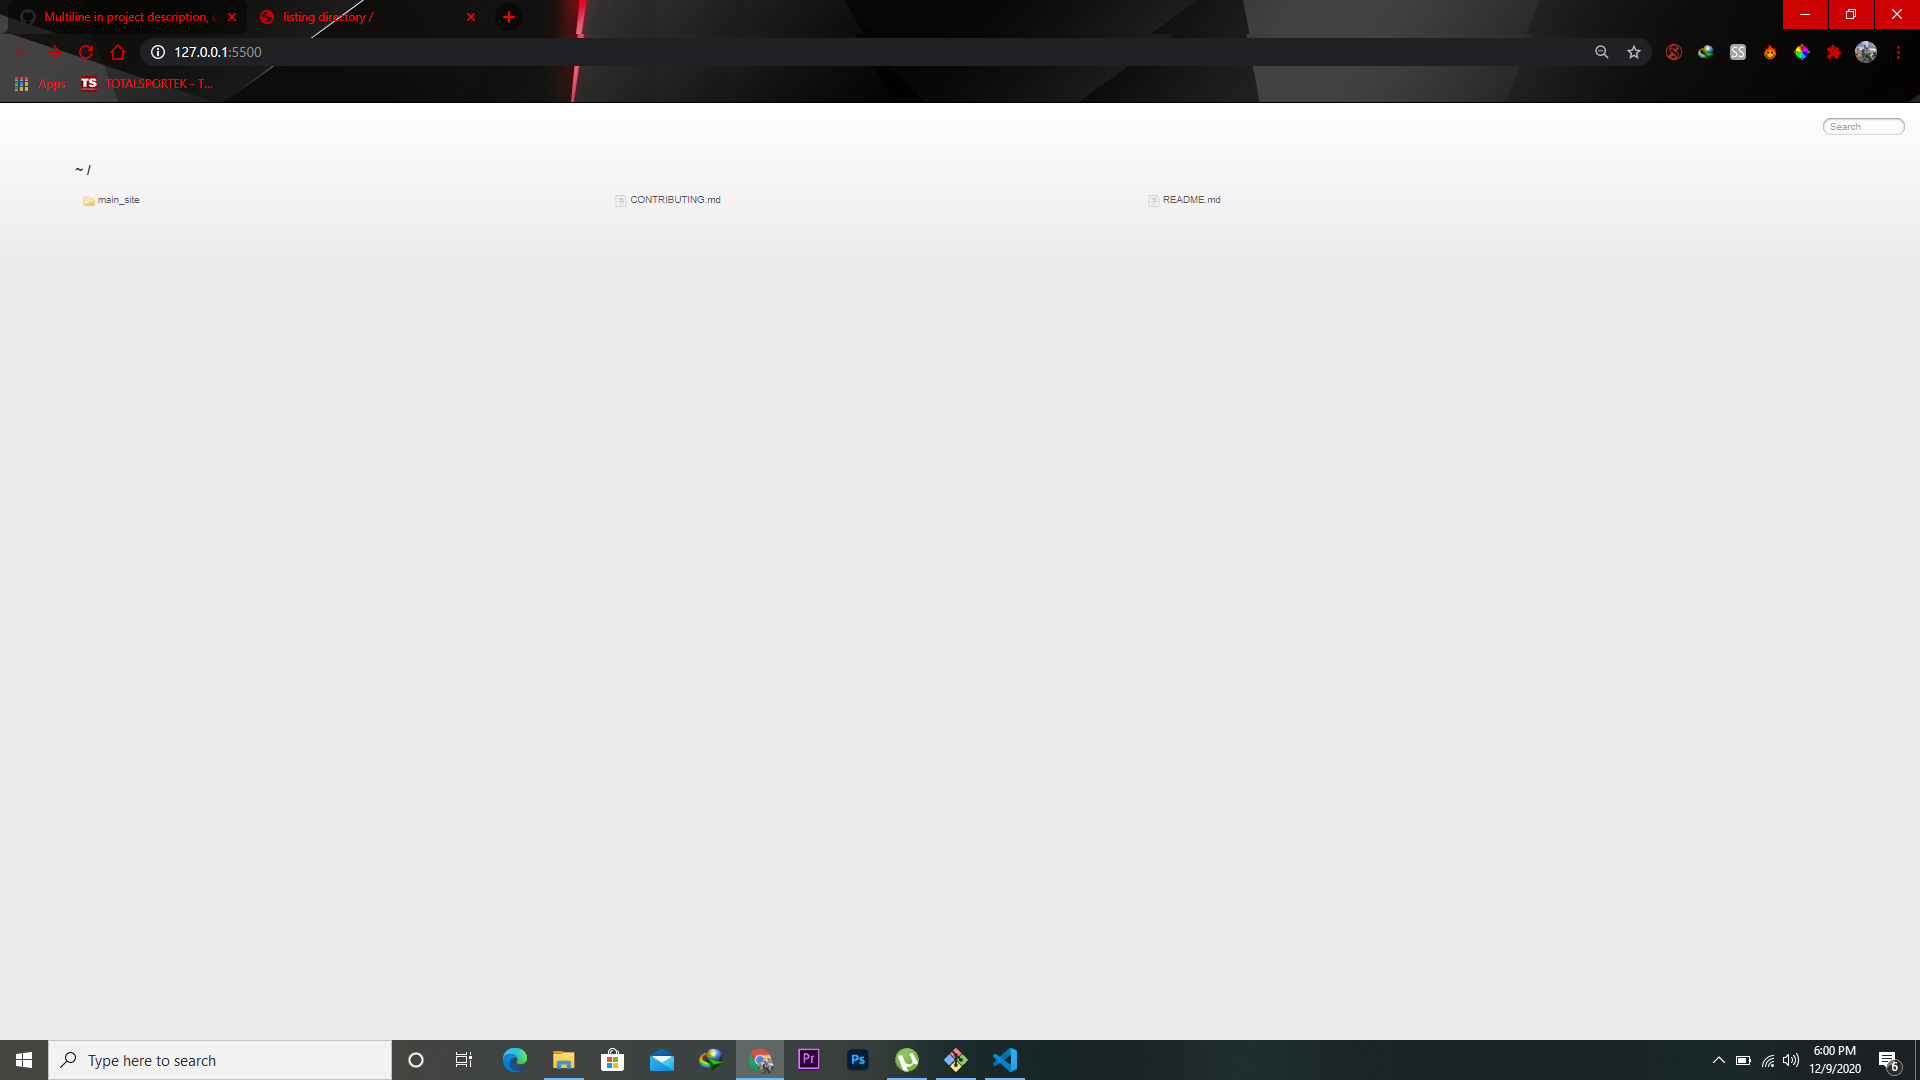 Multiline in project description,
listing directory /
127.0.0.1:5500
SS
Apps
TS TOTALSPORTEK - T...
Search
~ /
main_site
CONTRIBUTING.md
README.md
Type here to search
Pr
Ps
6:00 PM
12/9/2020
6